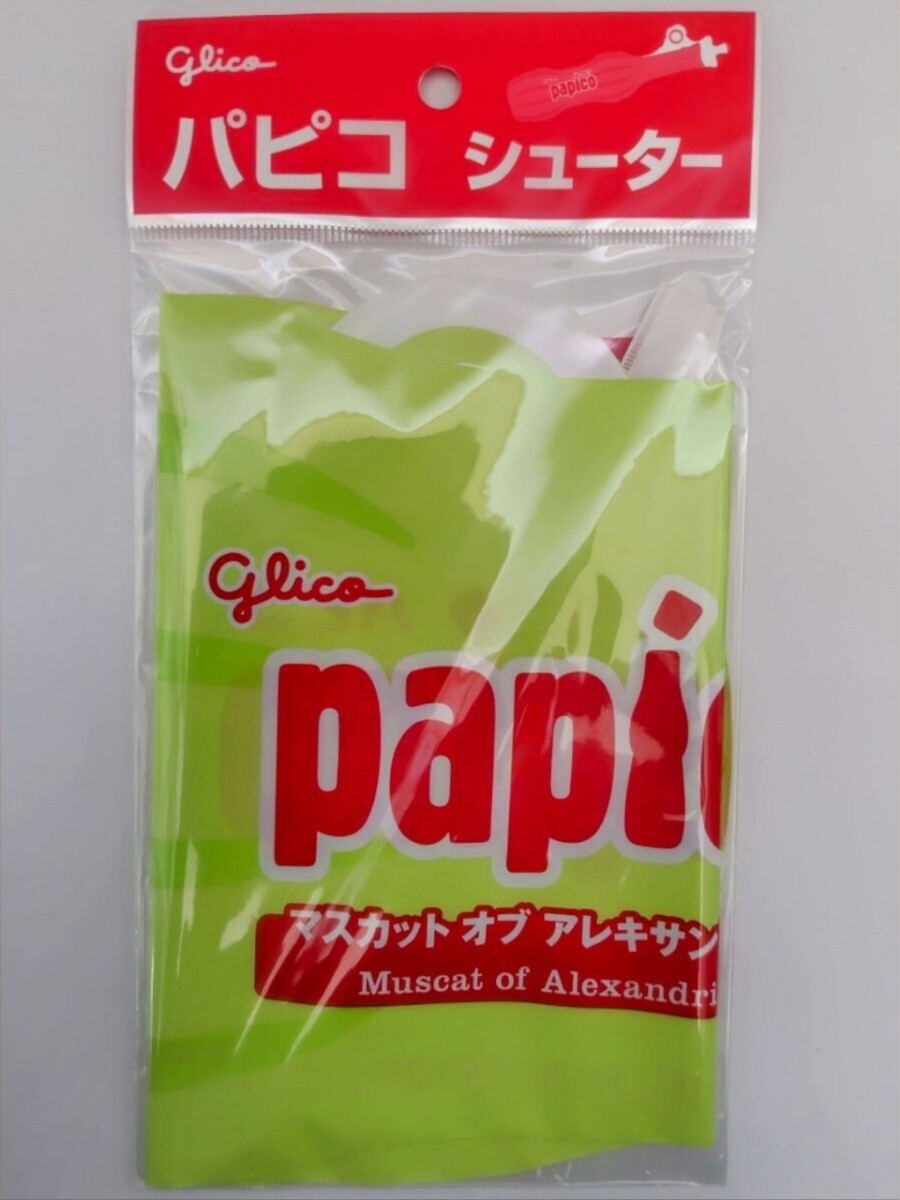 glico
papico
パピコ シューター
glico
papic
マスカット オブ アレキサン
Muscat of Alexandri